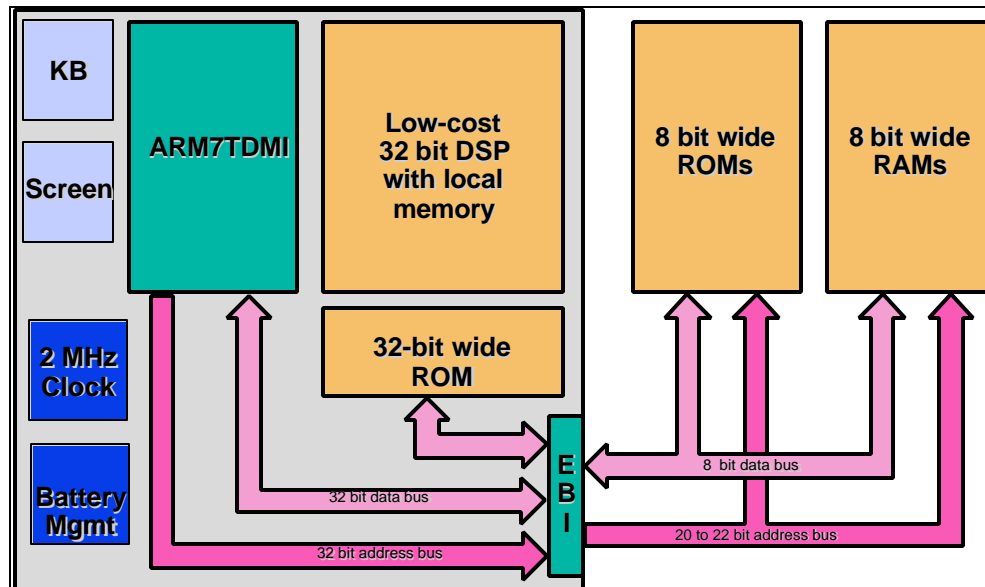 KB
Screen
2 MHz
Clock
Battery
Mgmt
ARM7TDMI
Low-cost
32 bit DSP
with local
memory
32-bit wide
ROM
8 bit wide
ROMs
8 bit wide
RAMs
E
B
I
8 bit data bus
32 bit data bus
20 to 22 bit address bus
32 bit address bus